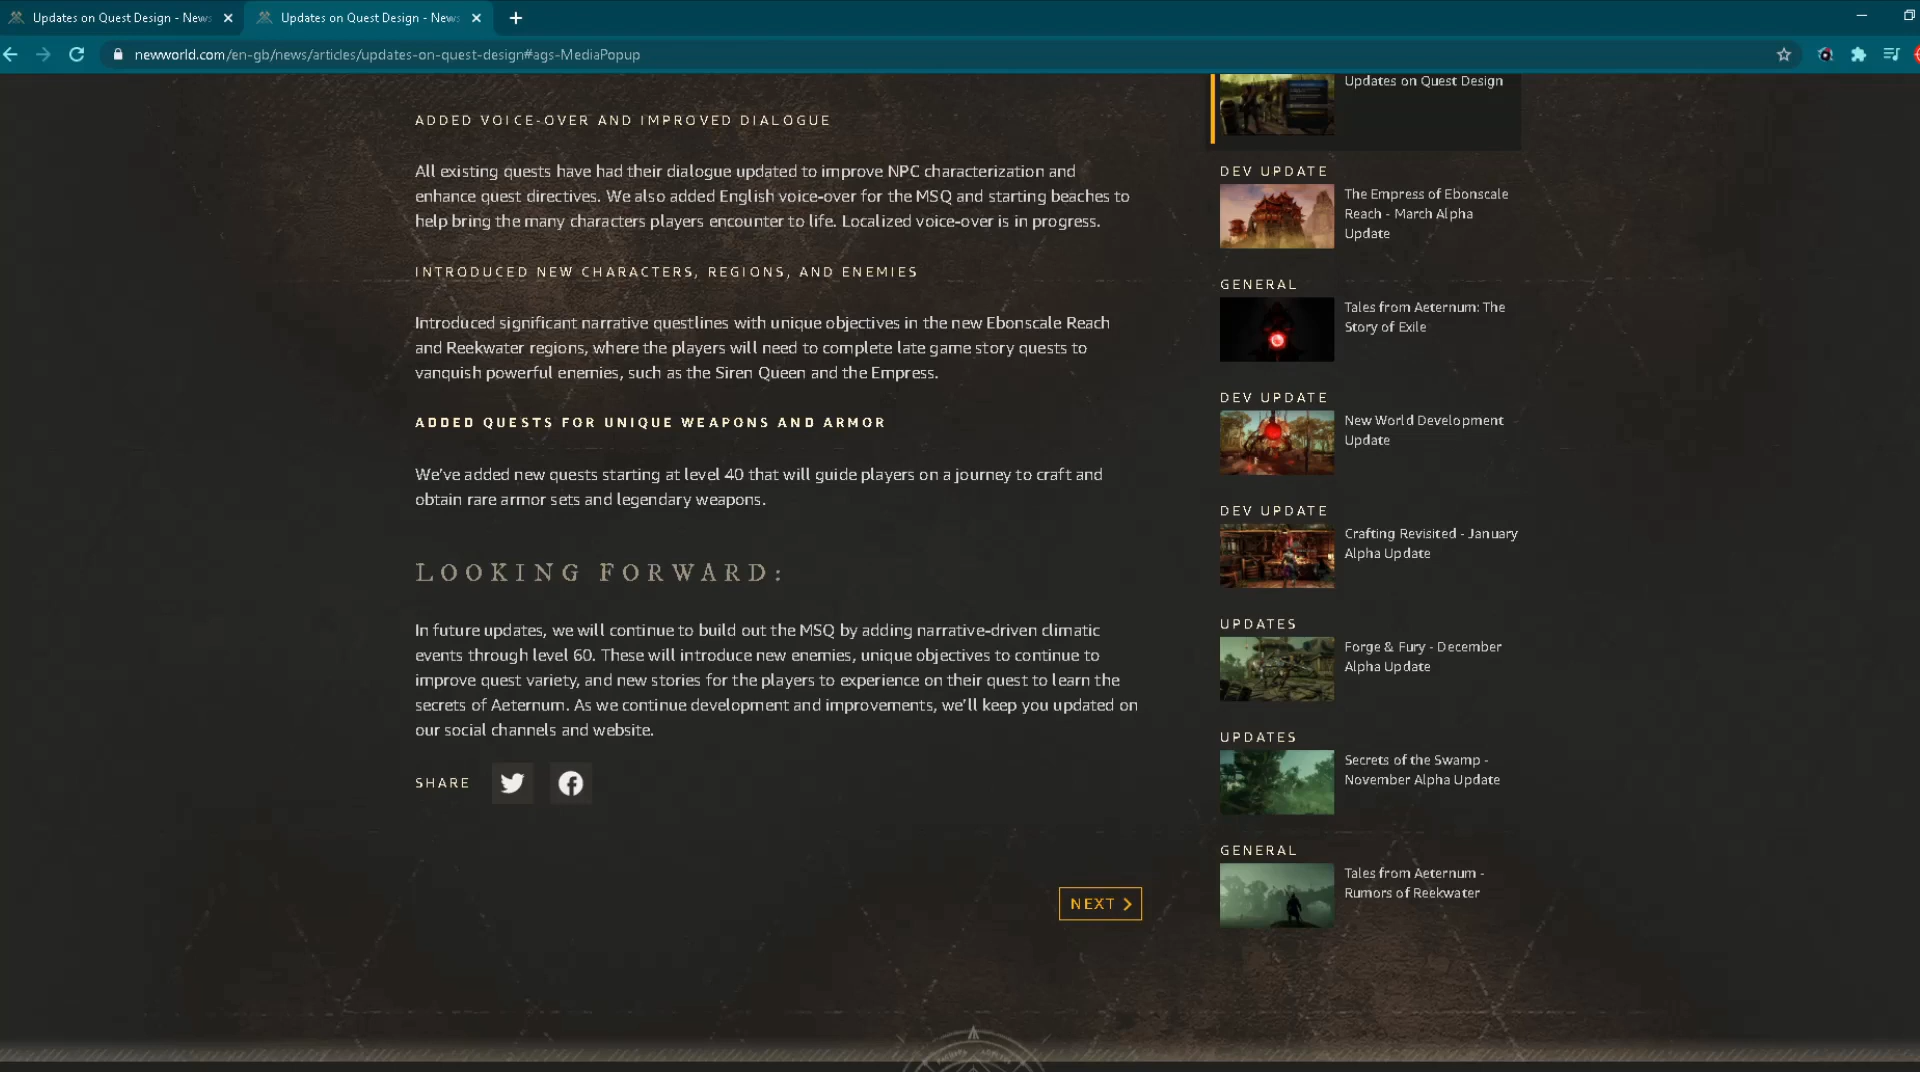 Updates on Quest Design - News
Updates on Quest Design - News
newworld.com/en-gb/news/articles/updates-on-quest-design#ags-MediaPopup
ADDED VOICE-OVER AND IMPROVED DIALOGUE
All existing quests have had their dialogue updated to improve NPC characterization and
enhance quest directives. We also added English voice-over for the MSQ and starting beaches to
help bring the many characters players encounter to life. Localized voice-over is in progress.
INTRODUCED NEW CHARACTERS, REGIONS, AND ENEMIES
Introduced significant narrative questlines with unique objectives in the new Ebonscale Reach
and Reekwater regions, where the players will need to complete late game story quests to
vanquish powerful enemies, such as the Siren Queen and the Empress.
ADDED QUESTS FOR UNIQUE WEAPONS AND ARMOR
We've added new quests starting at level 40 that will guide players on a journey to craft and
obtain rare armor sets and legendary weapons.
LOOKING FORWARD:
In future updates, we will continue to build out the MSQ by adding narrative-driven climatic
events through level 60. These will introduce new enemies, unique objectives to continue to
improve quest variety, and new stories for the players to experience on their quest to learn the
secrets of Aeternum. As we continue development and improvements, we'll keep you updated on
our social channels and website.
SHARE
NEXT
Updates on Quest Design
DEV UPDATE
The Empress of Ebonscale
Reach - March Alpha
Update
GENERAL
Tales from Aeternum: The
Story of Exile
DEV UPDATE
New World Development
Update
DEV UPDATE
Crafting Revisited - January
Alpha Update
UPDATES
Forge & Fury - December
Alpha Update
UPDATES
Secrets of the Swamp -
November Alpha Update
GENERAL
Tales from Aeternum -
Rumors of Reekwater